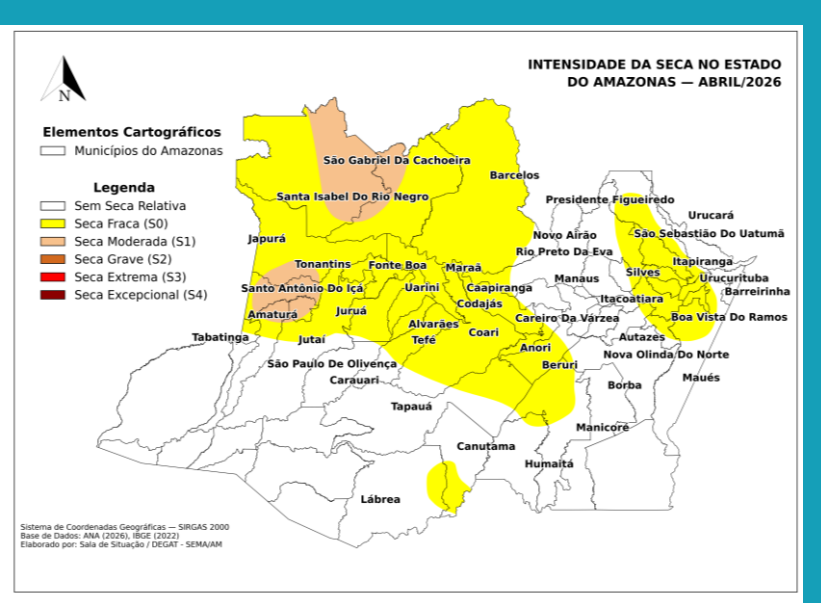 INTENSIDADE DA SECA NO ESTADO
DO AMAZONAS — ABRIL/2026
N
Elementos Cartográficos
Municípios do Amazonas
Legenda
Sem Seca Relativa
Seca Fraca (S0)
Seca Moderada (S1)
Seca Grave (S2)
Seca Extrema (S3)
Seca Excepcional (S4)
São Gabriel Da Cachoeira
Barcelos
Santa Isabel Do Rio Negro
Presidente Figueiredo
Urucará
Japurá
Novo Airão
São Sebastião Do Uatumã
Rio Preto Da Eva
Tonantins
Fonte Boa
Maraã
Itapiranga
Silves
Manaus
Urucurituba
Santo Antônio Do Içá
Uarini
Caapiranga
Barreirinha
Codajás
Itacoatiara
Amaturá
Juruá
Careiro Da Várzea
Boa Vista Do Ramos
Alvarães
Coari
Tabatinga
Jutaí
Tefé
Autazes
Anori
Nova Olinda Do Norte
São Paulo De Olivença
Beruri
Carauari
Maués
Borba
Tapauá
Manicoré
Canutama
Humaitá
Lábrea
Sistema de Coordenadas Geográficas — SIRGAS 2000
Base de Dados: ANA (2026), IBGE (2022)
Elaborado por: Sala de Situação / DEGAT - SEMA/AM